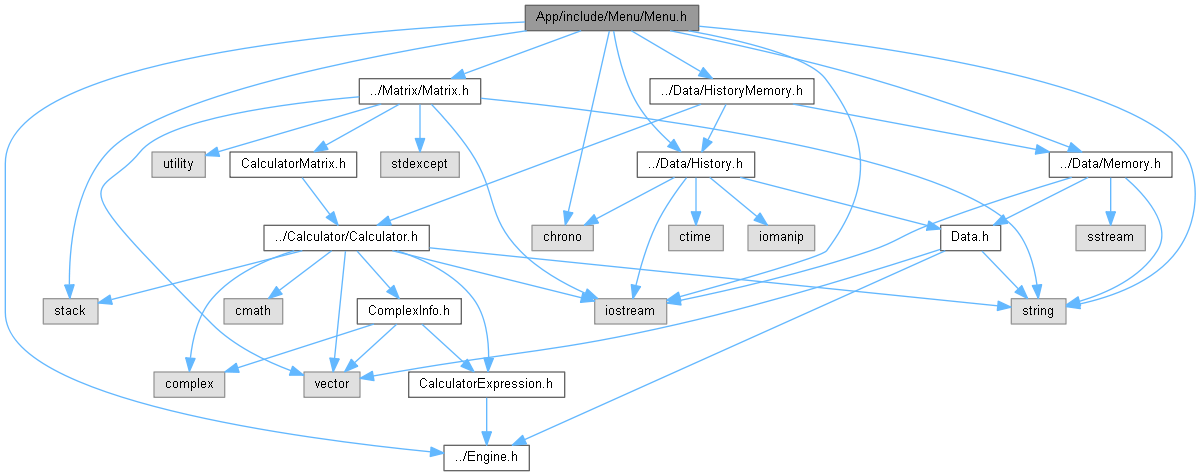 App/include/Menu/Menu.h
../Matrix/Matrix.h
../Data/HistoryMemory.h
utility
CalculatorMatrix.h
stdexcept
../Data/History.h
../Data/Memory.h
../Calculator/Calculator.h
chrono
ctime
iomanip
Data.h
sstream
stack
cmath
ComplexInfo.h
iostream
string
complex
vector
CalculatorExpression.h
../Engine.h